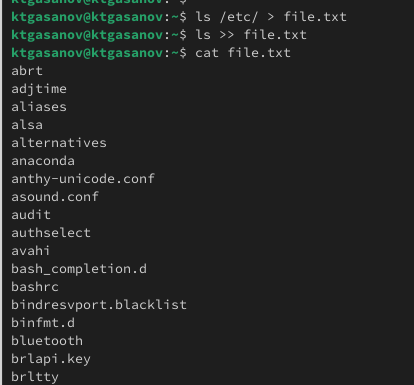 ktgasanov@ktgasanov:~$
ktgasanov@ktgasanov:~$ ls /etc/ > file.txt
ktgasanov@ktgasanov:~$ ls >> file.txt
ktgasanov@ktgasanov:~$ cat file.txt
abrt
adjtime
aliases
alsa
alternatives
anaconda
anthy-unicode.conf
asound.conf
audit
authselect
avahi
bash_completion.d
bashrc
bindresvport.blacklist
binfmt.d
bluetooth
brlapi.key
brltty